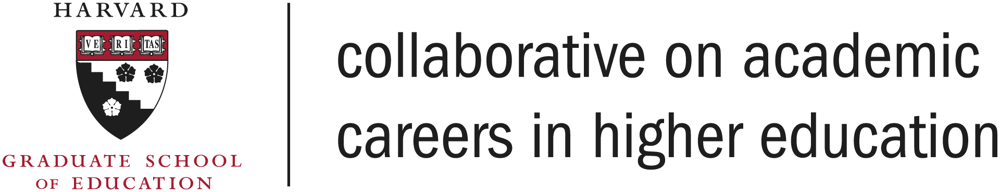 HARVARD
VE RI TAS
GRADUATE SCHOOL
OF EDUCATION
collaborative on academic
careers in higher education